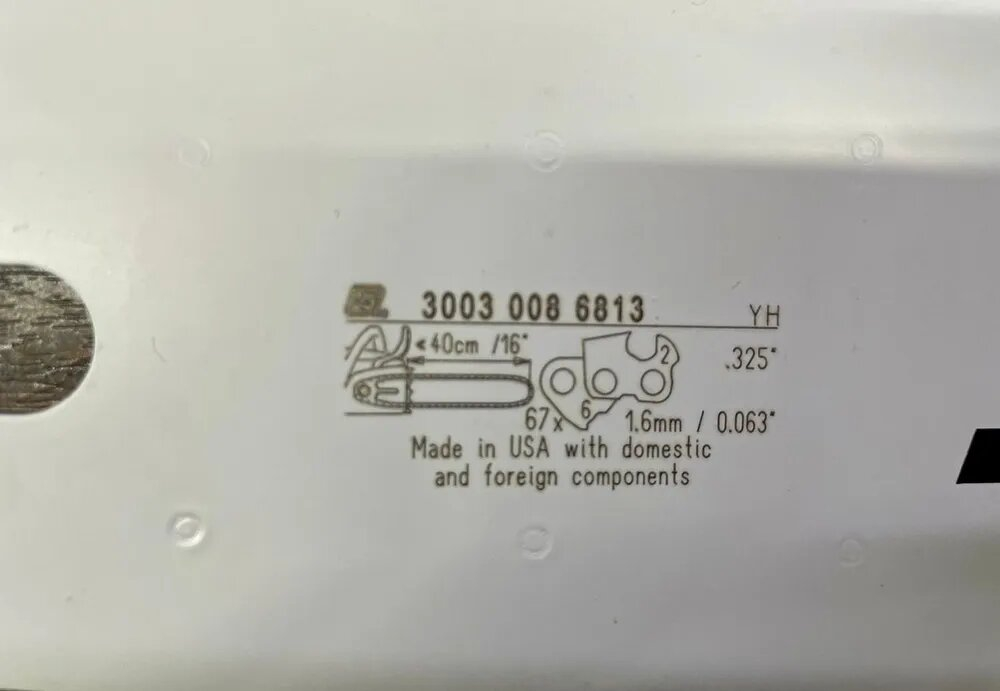 3003 008 6813 YH
<40cm /16"
2
.325"
67x 6 1.6mm / 0.063"
Made in USA with domestic
and foreign components